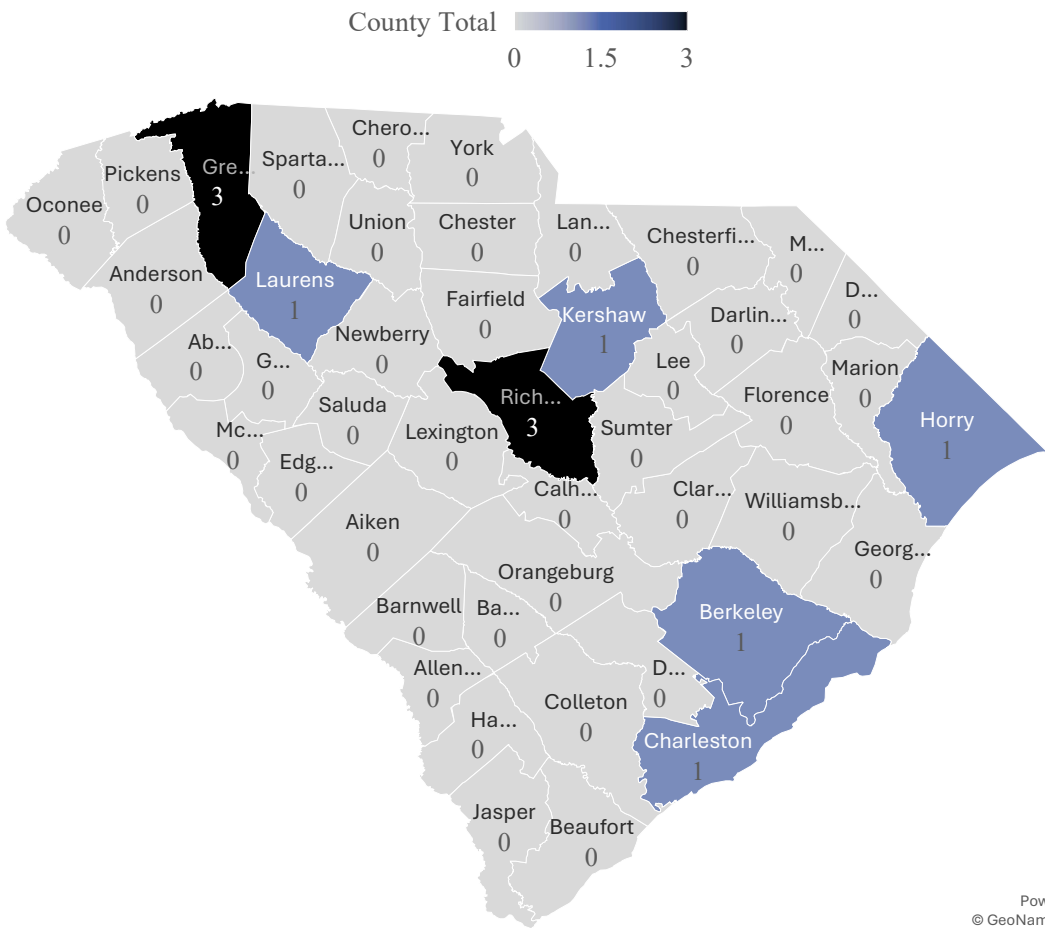 County Total
0 1.5 3
Chero...
0
York
0
Gre...
3
Sparta...
0
Pickens
0
Oconee
0
Union
0
Chester
0
Lan...
0
Chesterfi...
0
M...
0
Anderson
0
Laurens
1
D...
0
Fairfield
0
Kershaw
1
Darlin...
0
Newberry
0
Ab...
0
G...
0
Lee
0
Marion
0
Rich...
3
Florence
0
Saluda
0
Horry
1
Mc...
0
Lexington
0
Sumter
0
Edg...
0
Calh...
0
Clar...
0
Williamsb...
0
Aiken
0
Georg...
0
Orangeburg
0
Barnwell
0
Ba...
0
Berkeley
1
Allen...
0
D...
0
Colleton
0
Ha...
0
Charleston
1
Jasper
0
Beaufort
0
Pow
© GeoNam